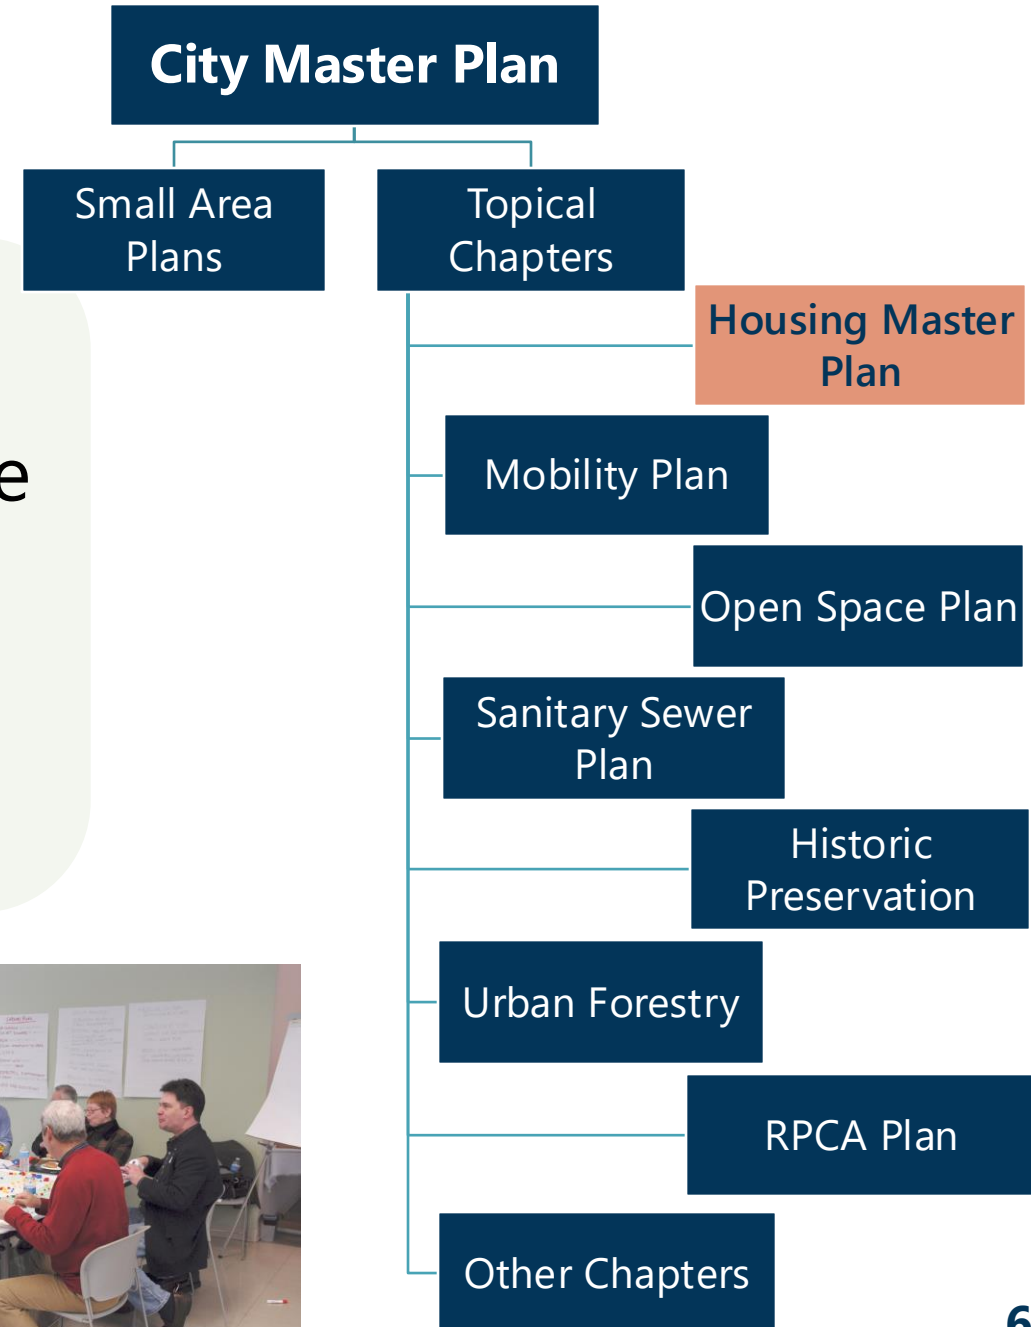 City Master Plan
Small Area
Plans
Topical
Chapters
Housing Master
Plan
e
Mobility Plan
Open Space Plan
Sanitary Sewer
Plan
Historic
Preservation
Urban Forestry
RPCA Plan
Other Chapters
6